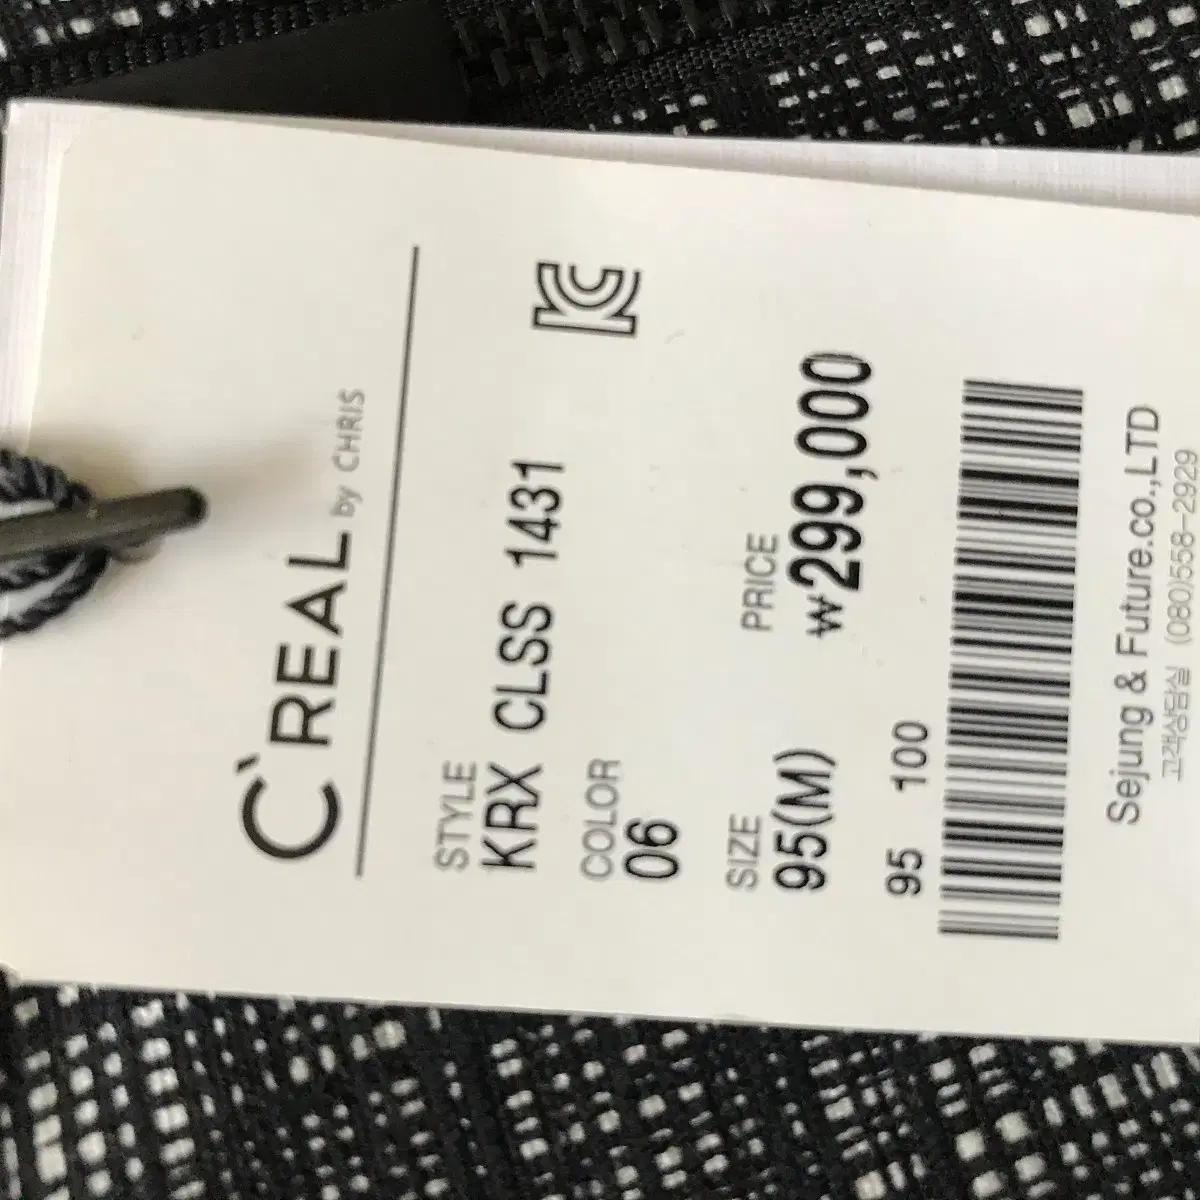 C'REAL by CHRIS
STYLE
KRX CLSS 1431
COLOR
06
SIZE PRICE
95(M) ₩299,000
95 100
Sejung & Future.co.,LTD
고객상담실 (080)558-2929